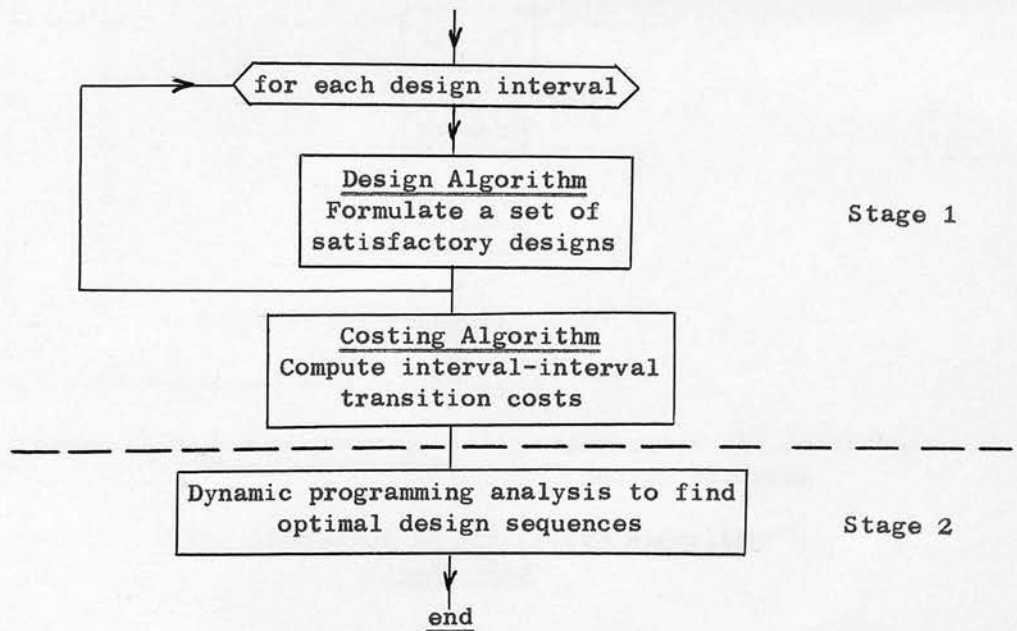 for each design interval
Design Algorithm
Formulate a set of
satisfactory designs
Stage 1
Costing Algorithm
Compute interval-interval
transition costs
Dynamic programming analysis to find
optimal design sequences
Stage 2
end